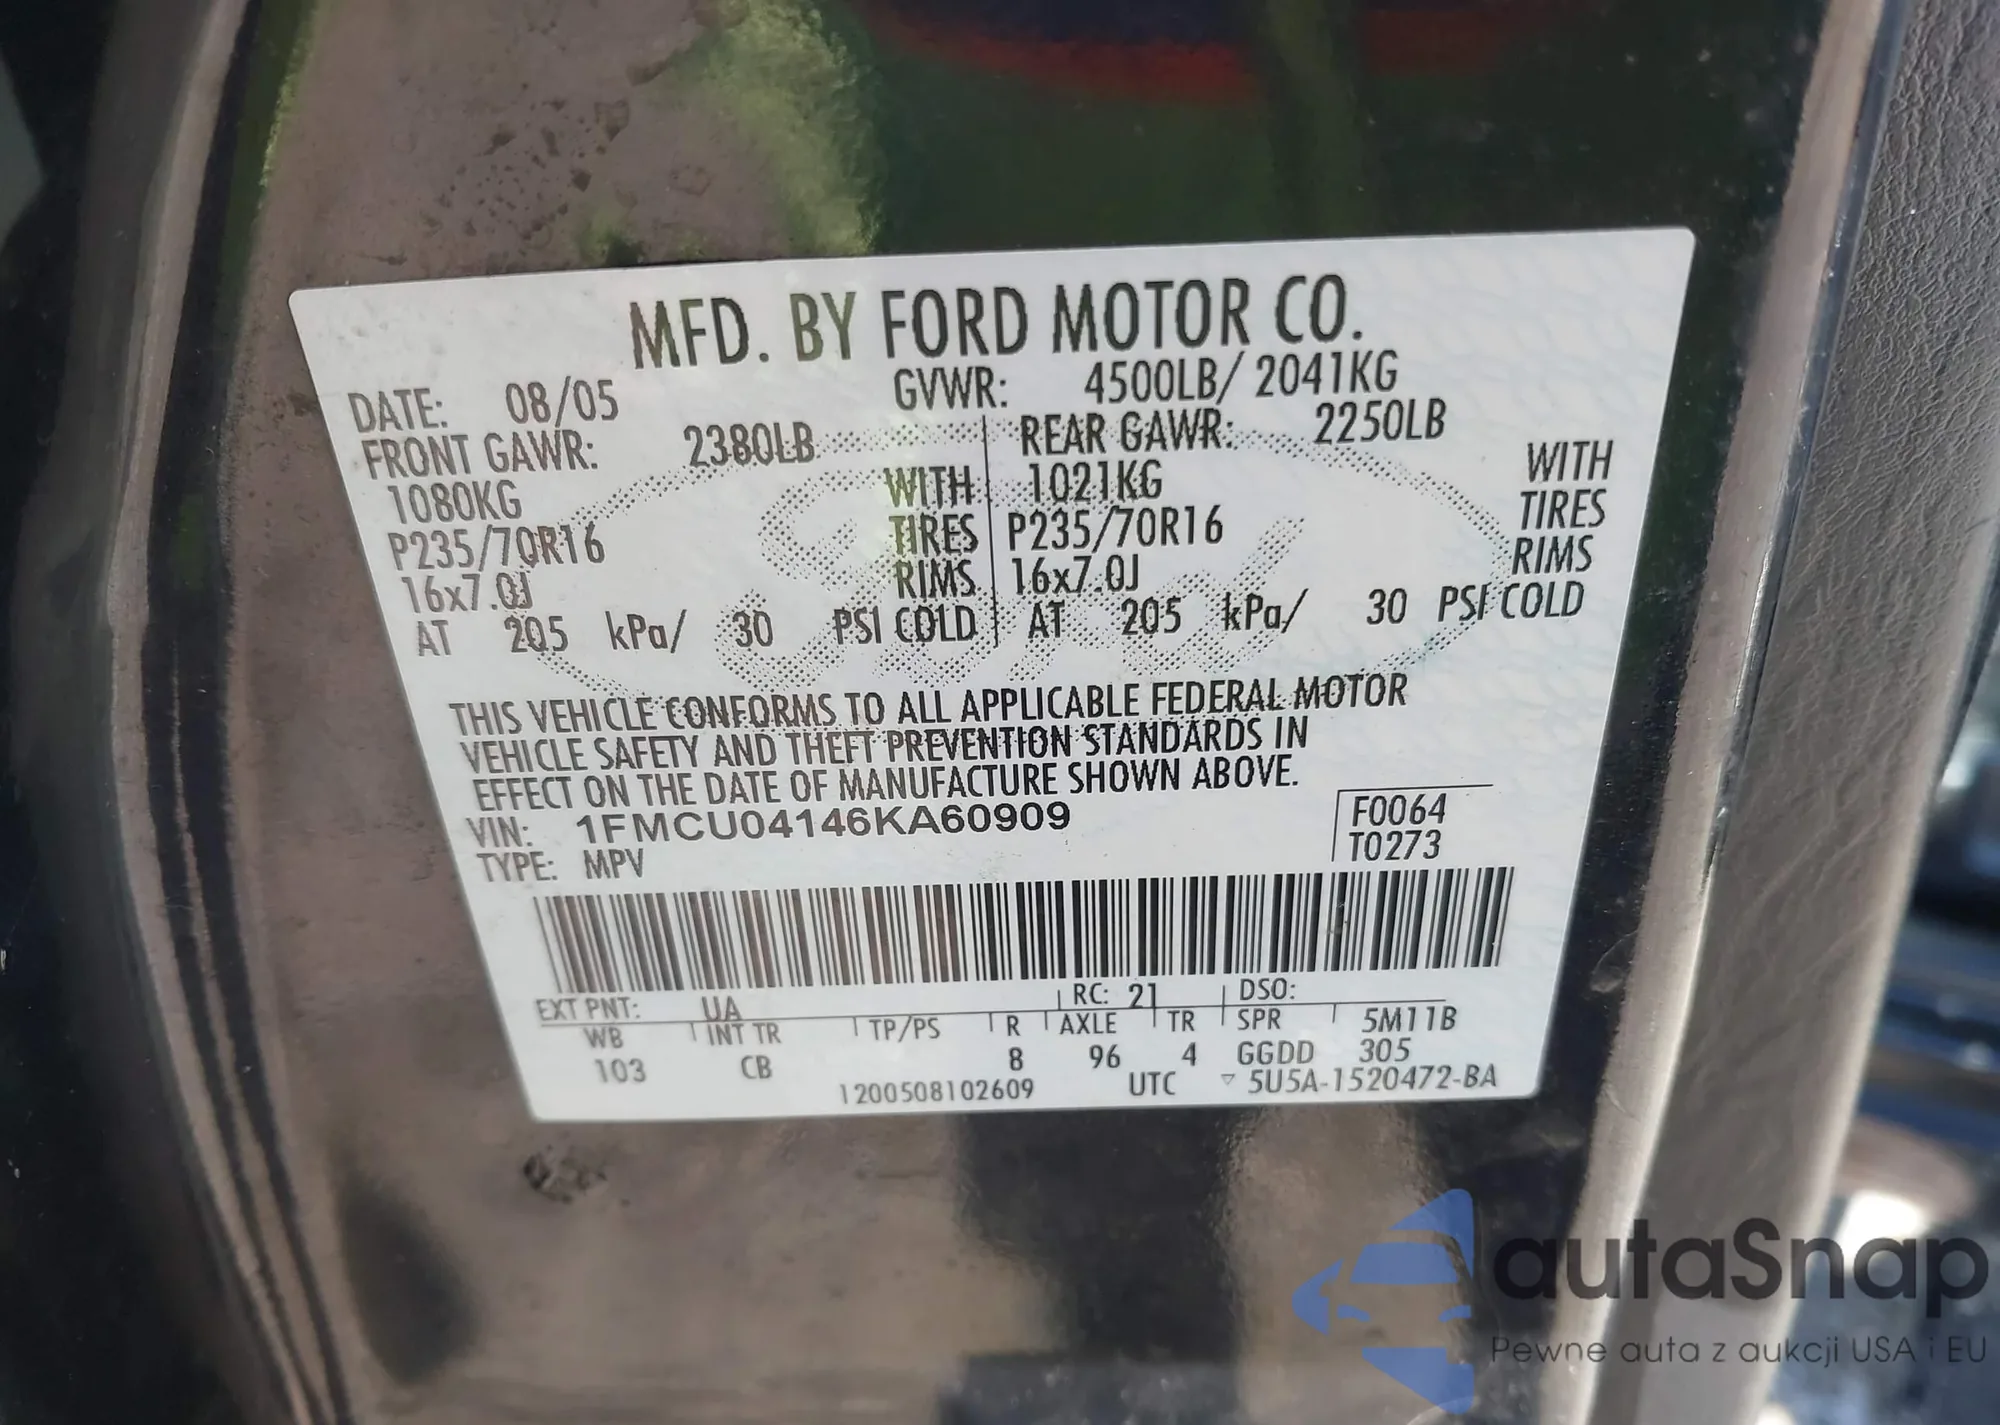 MFD. BY FORD MOTOR CO.
DATE: 08/05 GVWR: 4500LB/ 2041KG
FRONT GAWR: 2380LB REAR GAWR: 2250LB
1080KG WITH 1021KG WITH
P235/70R16 TIRES P235/70R16 TIRES
16x7.0J RIMS 16x7.0J RIMS
AT 205 kPa/ 30 PSI COLD AT 205 kPa/ 30 PSI COLD
THIS VEHICLE CONFORMS TO ALL APPLICABLE FEDERAL MOTOR
VEHICLE SAFETY AND THEFT PREVENTION STANDARDS IN
EFFECT ON THE DATE OF MANUFACTURE SHOWN ABOVE.
VIN: 1FMCU04146KA60909 F0064
TYPE: MPV T0273
EXT PNT: UA RC: 21 DSO:
WB INT TR TP/PS R AXLE TR SPR 5M11B
103 CB 8 96 4 GGDD 305
1200508102609 UTC ▽ 5U5A-1520472-BA
autaSnap
Pewne auta z aukcji USA i EU